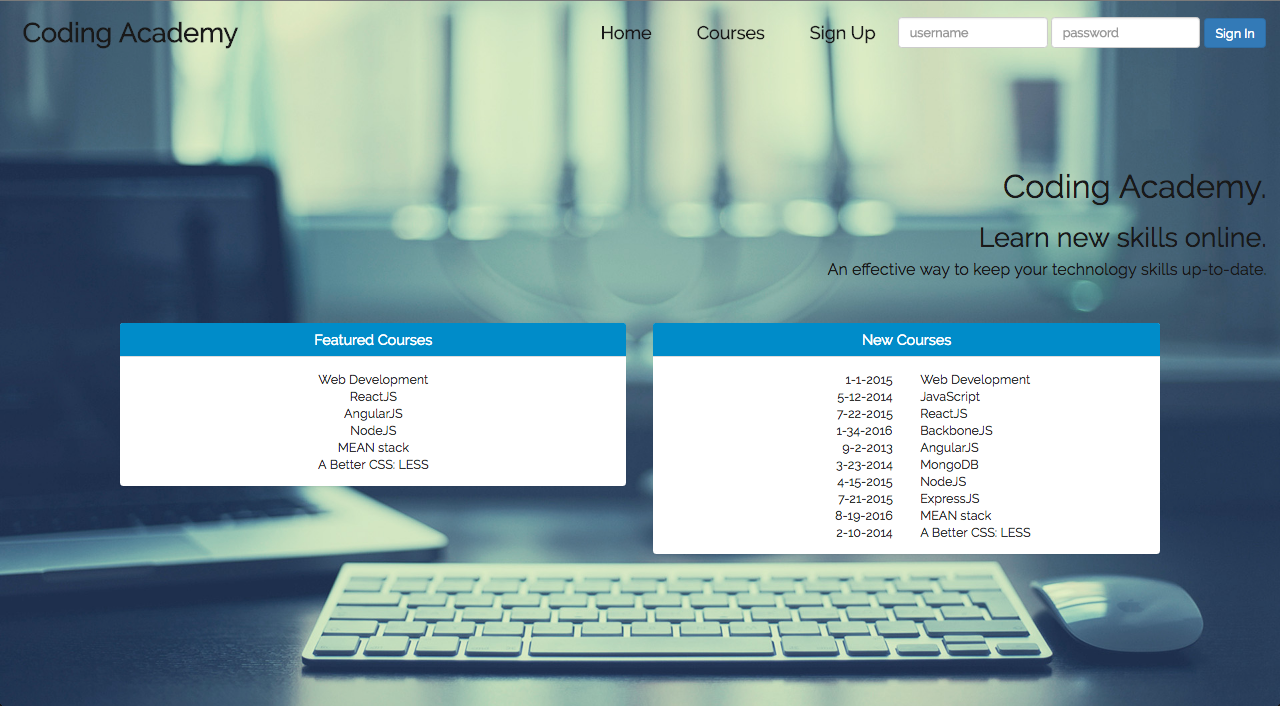 Coding Academy Home Courses Sign Up username password Sign In
Coding Academy.
Learn new skills online.
An effective way to keep your technology skills up-to-date.
Featured Courses
Web Development
ReactJS
AngularJS
NodeJS
MEAN stack
A Better CSS: LESS
New Courses
1-1-2015 Web Development
5-12-2014 JavaScript
7-22-2015 ReactJS
1-34-2016 BackboneJS
9-2-2013 AngularJS
3-23-2014 MongoDB
4-15-2015 NodeJS
7-21-2015 ExpressJS
8-19-2016 MEAN stack
2-10-2014 A Better CSS: LESS